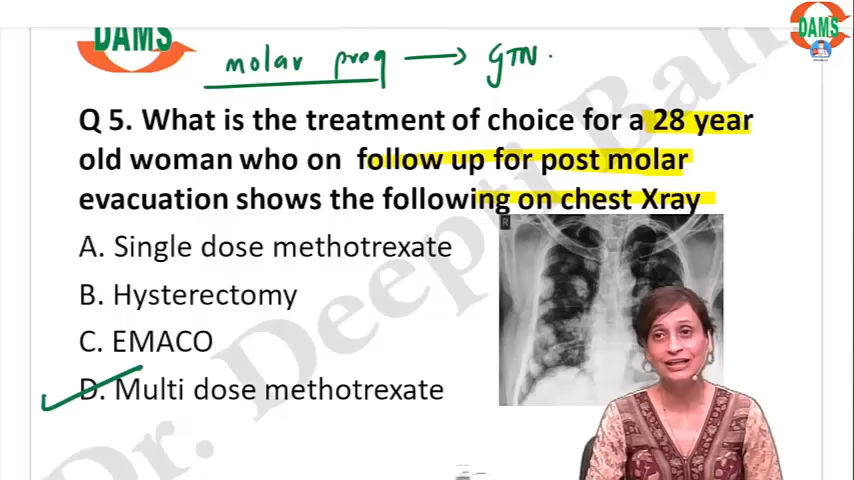 DAMS
DAMS
molar preg → GTN.
Q 5. What is the treatment of choice for a 28 year
old woman who on follow up for post molar
evacuation shows the following on chest Xray
A. Single dose methotrexate
B. Hysterectomy
C. EMACO
D. Multi dose methotrexate
R
Dr. Deepti Bah